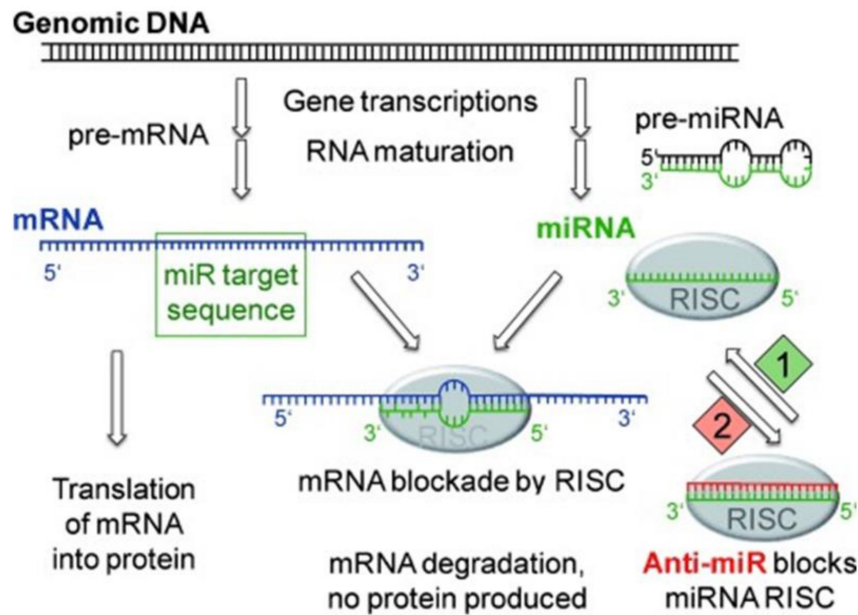 Genomic DNA
Gene transcriptions
pre-mRNA
RNA maturation
pre-miRNA
5'
3'
mRNA
5'
3'
miR target
sequence
miRNA
RISC
3'
5'
1
2
5'
3'
3'
5'
RISC
mRNA blockade by RISC
Translation
of mRNA
into protein
mRNA degradation,
no protein produced
3'
RISC
5'
Anti-miR blocks
miRNA RISC